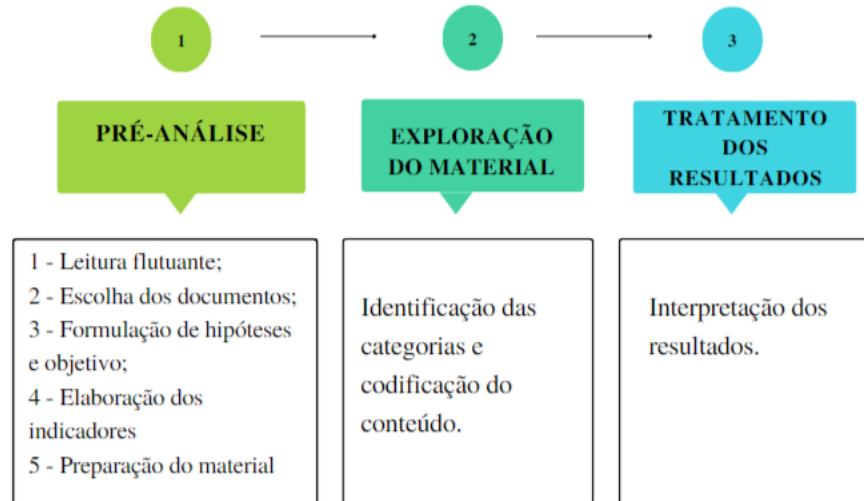 1
2
3
PRÉ-ANÁLISE
EXPLORAÇÃO
DO MATERIAL
TRATAMENTO
DOS
RESULTADOS
1 - Leitura flutuante;
2 - Escolha dos documentos;
3 - Formulação de hipóteses
e objetivo;
4 - Elaboração dos
indicadores
5 - Preparação do material
Identificação das
categorias e
codificação do
conteúdo.
Interpretação dos
resultados.